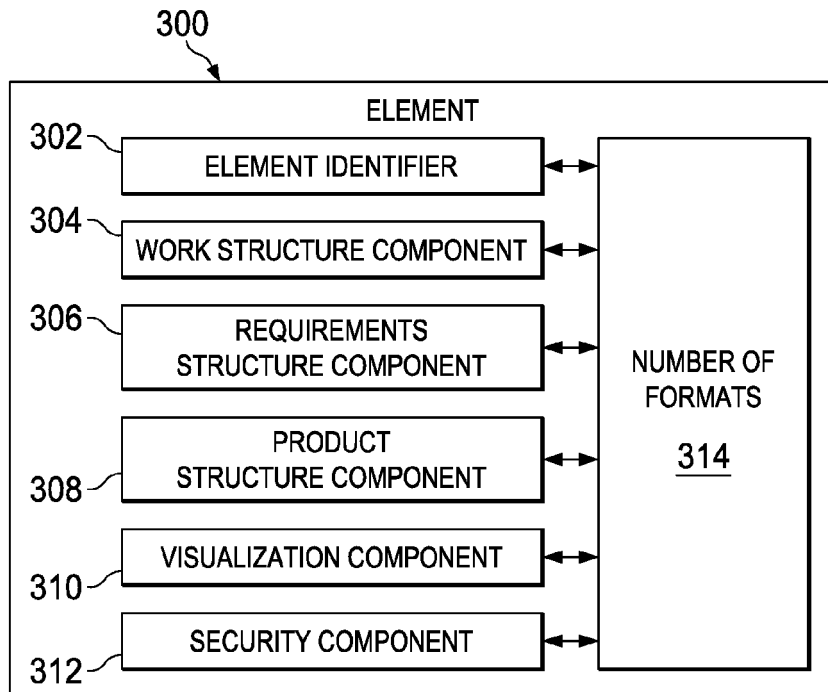 300
ELEMENT
302
ELEMENT IDENTIFIER
304
WORK STRUCTURE COMPONENT
306
REQUIREMENTS
STRUCTURE COMPONENT
308
PRODUCT
STRUCTURE COMPONENT
310
VISUALIZATION COMPONENT
312
SECURITY COMPONENT
NUMBER OF
FORMATS
314